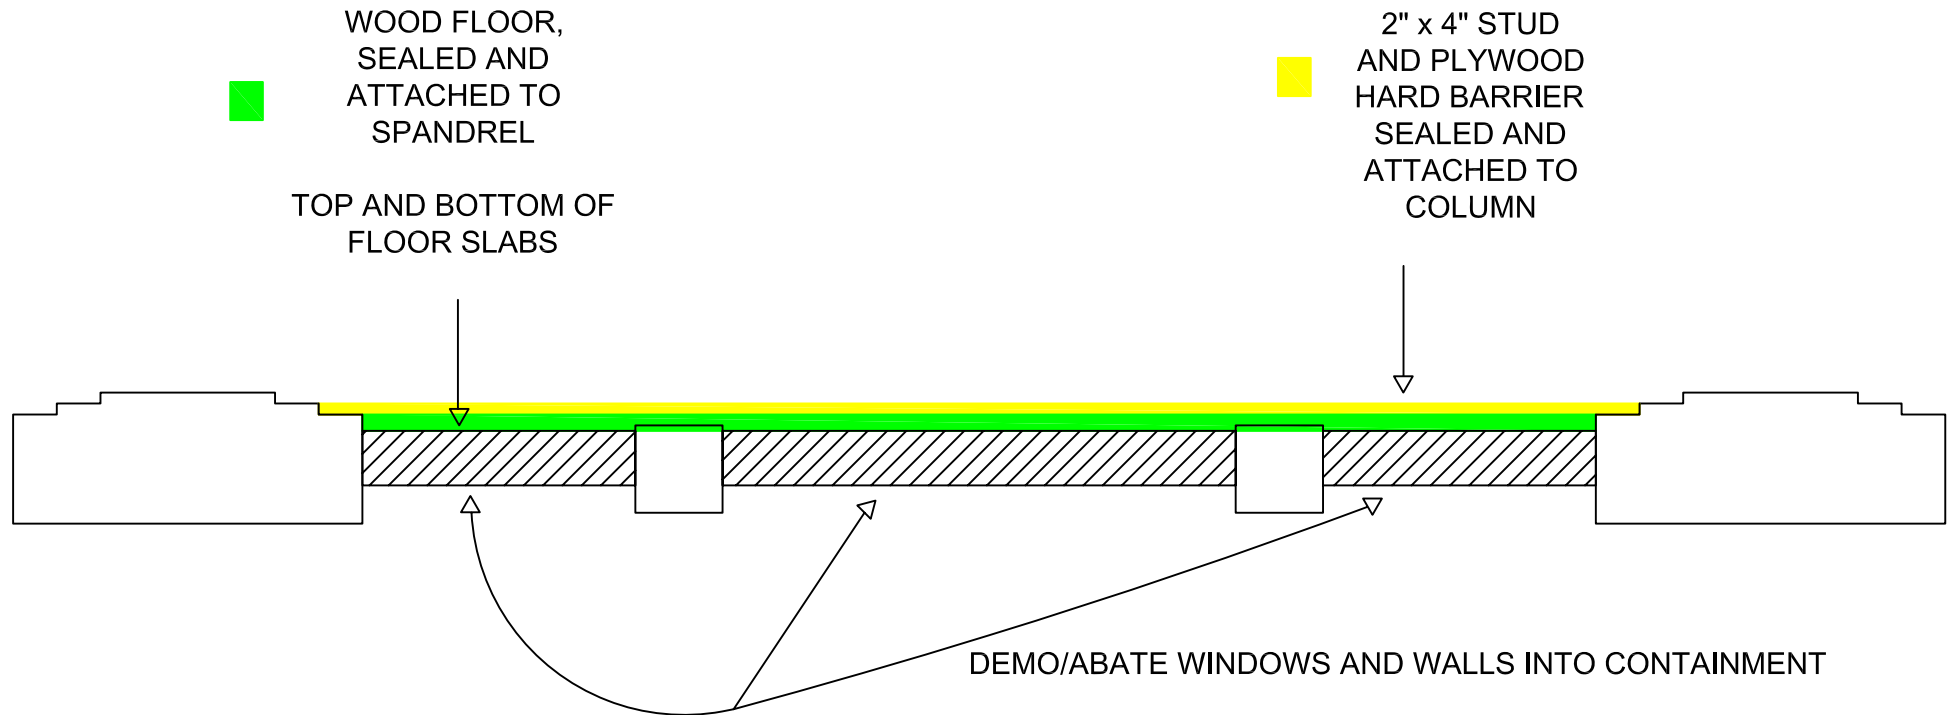 WOOD FLOOR,
SEALED AND
ATTACHED TO
SPANDREL
TOP AND BOTTOM OF
FLOOR SLABS
2" x 4" STUD
AND PLYWOOD
HARD BARRIER
SEALED AND
ATTACHED TO
COLUMN
DEMO/ABATE WINDOWS AND WALLS INTO CONTAINMENT